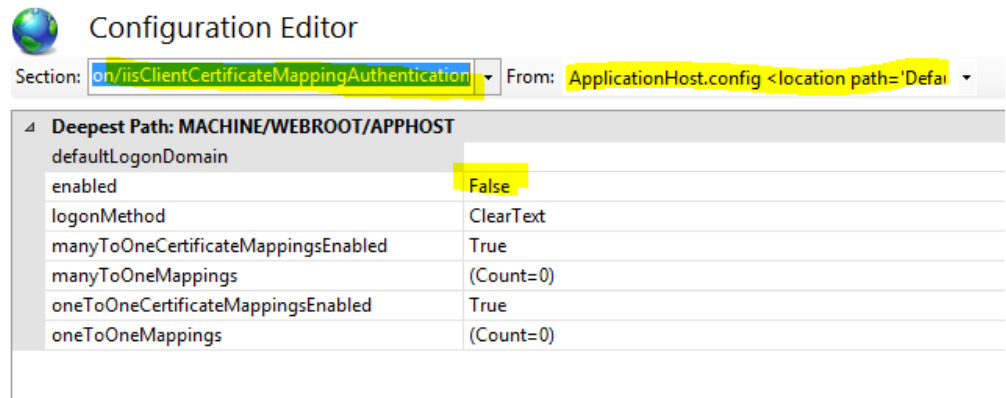 Configuration Editor
Section: on/iisClientCertificateMappingAuthentication From: ApplicationHost.config <location path='Defau
Deepest Path: MACHINE/WEBROOT/APPHOST
defaultLogonDomain
enabled False
logonMethod ClearText
manyToOneCertificateMappingsEnabled True
manyToOneMappings (Count=0)
oneToOneCertificateMappingsEnabled True
oneToOneMappings (Count=0)